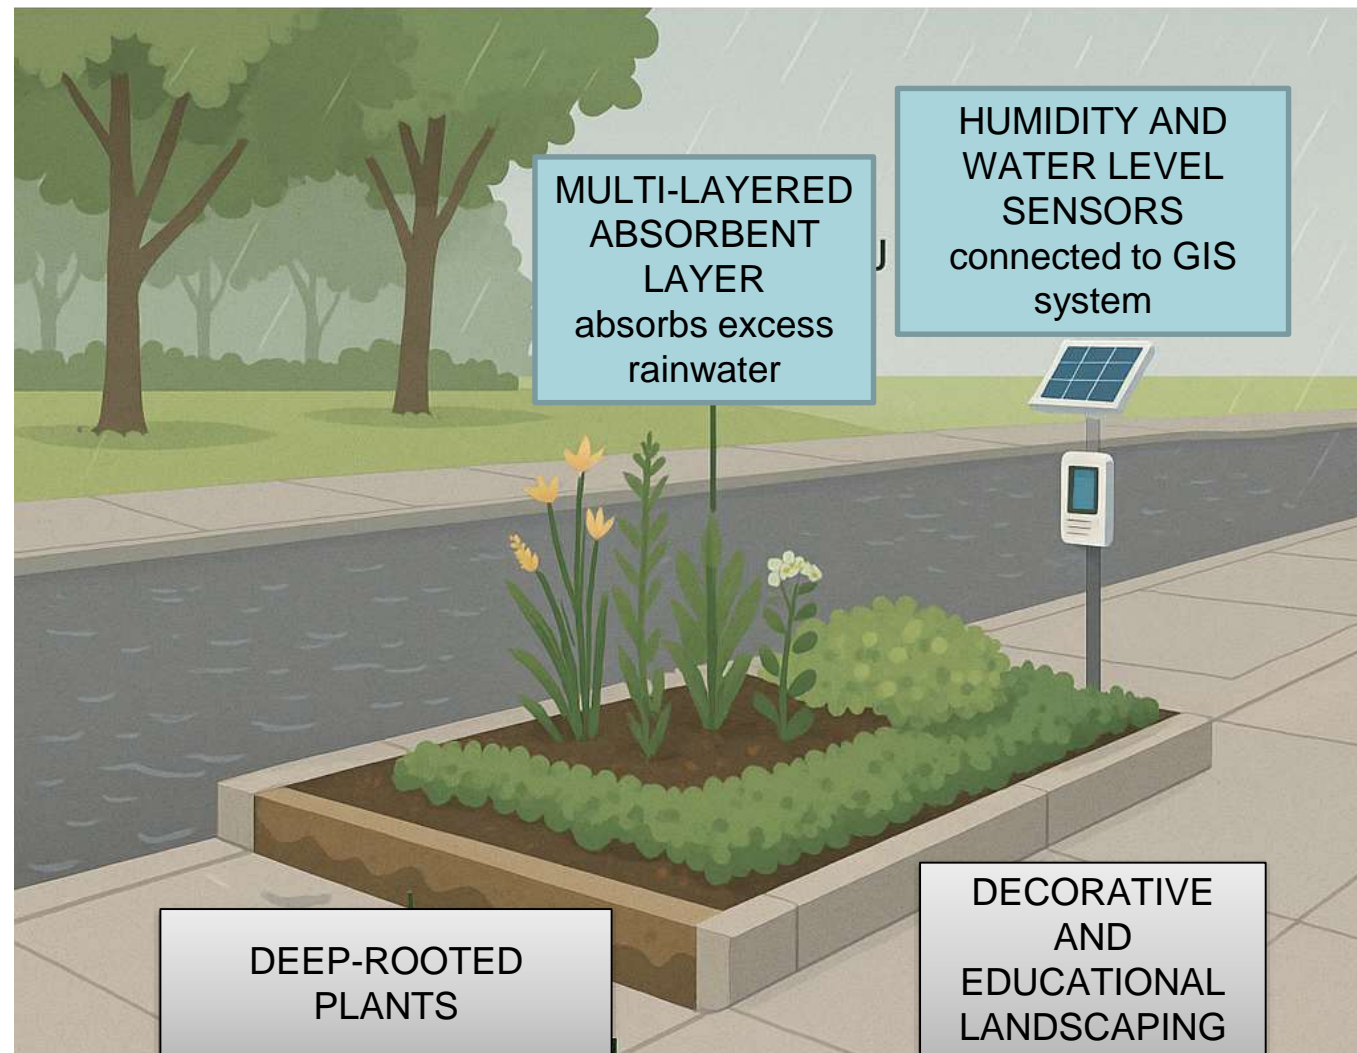 MULTI-LAYERED
ABSORBENT
LAYER
absorbs excess
rainwater
HUMIDITY AND
WATER LEVEL
SENSORS
connected to GIS
system
DEEP-ROOTED
PLANTS
DECORATIVE
AND
EDUCATIONAL
LANDSCAPING